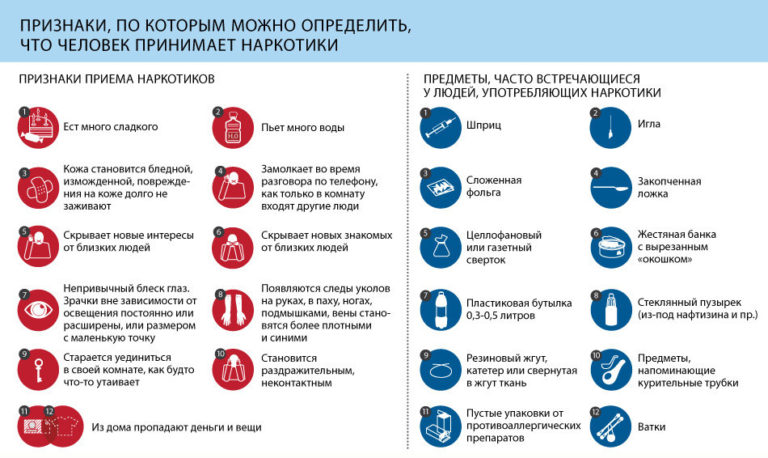 ПРИЗНАКИ, ПО КОТОРЫМ МОЖНО ОПРЕДЕЛИТЬ,
ЧТО ЧЕЛОВЕК ПРИНИМАЕТ НАРКОТИКИ
ПРИЗНАКИ ПРИЕМА НАРКОТИКОВ
1
Ест много сладкого
2
H₂O
Пьет много воды
3
Кожа становится бледной,
изможденной, поврежде-
ния на коже долго не
заживают
4
Замолкает во время
разговора по телефону,
как только в комнату
входят другие люди
5
Скрывает новые интересы
от близких людей
6
Скрывает новых знакомых
от близких людей
7
Непривычный блеск глаз.
Зрачки вне зависимости от
освещения постоянно или
расширены, или размером
с маленькую точку
8
Появляются следы уколов
на руках, в паху, ногах,
подмышками, вены стано-
вятся более плотными
и синими
9
Старается уединиться
в своей комнате, как будто
что-то утаивает
10
Становится
раздражительным,
неконтактным
11
12
Из дома пропадают деньги и вещи
ПРЕДМЕТЫ, ЧАСТО ВСТРЕЧАЮЩИЕСЯ
У ЛЮДЕЙ, УПОТРЕБЛЯЮЩИХ НАРКОТИКИ
1
Шприц
2
Игла
3
Сложенная
фольга
4
Закопченная
ложка
5
Целлофановый
или газетный
сверток
6
Жестяная банка
с вырезанным
«окошком»
7
Пластиковая бутылка
0,3-0,5 литров
8
Стеклянный пузырек
(из-под нафтизина и пр.)
9
Резиновый жгут,
катетер или свернутая
в жгут ткань
10
Предметы,
напоминающие
курительные трубки
11
Пустые упаковки от
противоаллергических
препаратов
12
Ватки